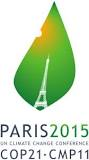 PARIS2015
UN CLIMATE CHANGE CONFERENCE
COP21·CMP11